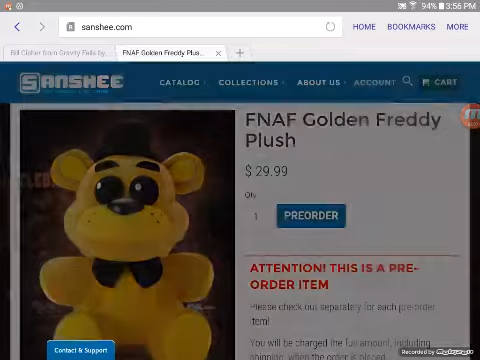 94% 3:56 PM
sanshee.com
HOME BOOKMARKS MORE
Bill Cipher from Gravity Falls by...
FNAF Golden Freddy Plus...
SANSHEE
CATALOG COLLECTIONS ABOUT US ACCOUNT CART
FNAF Golden Freddy
Plush
$ 29.99
Qty
1 PREORDER
ATTENTION! THIS IS A PRE-
ORDER ITEM
Please check out separately for each pre-order
item!
You will be charged the full amount, including
shipping, when the order is placed.
Contact & Support
Recorded by